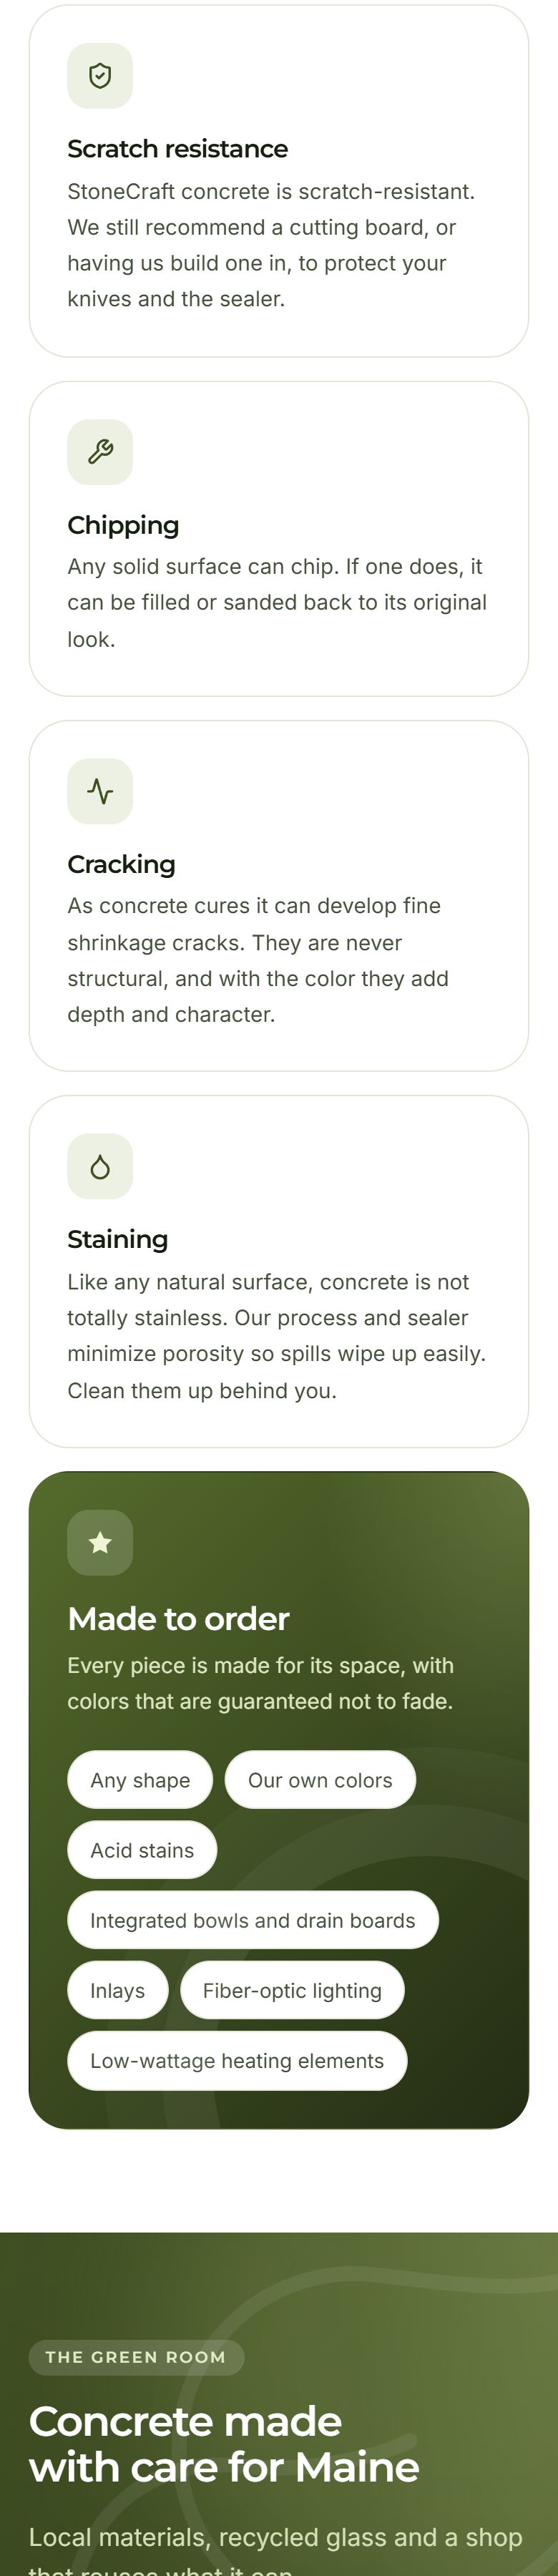 Scratch resistance
StoneCraft concrete is scratch-resistant.
We still recommend a cutting board, or
having us build one in, to protect your
knives and the sealer.
Chipping
Any solid surface can chip. If one does, it
can be filled or sanded back to its original
look.
Cracking
As concrete cures it can develop fine
shrinkage cracks. They are never
structural, and with the color they add
depth and character.
Staining
Like any natural surface, concrete is not
totally stainless. Our process and sealer
minimize porosity so spills wipe up easily.
Clean them up behind you.
Made to order
Every piece is made for its space, with
colors that are guaranteed not to fade.
Any shape
Our own colors
Acid stains
Integrated bowls and drain boards
Inlays
Fiber-optic lighting
Low-wattage heating elements
THE GREEN ROOM
Concrete made
with care for Maine
Local materials, recycled glass and a shop
that reuses what it can.